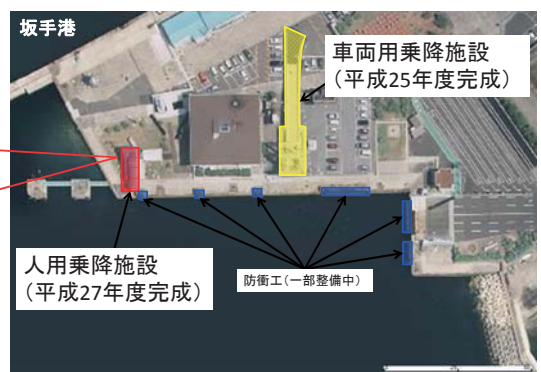 坂手港
車両用乗降施設
（平成25年度完成）
人用乗降施設
（平成27年度完成）
防衝工（一部整備中）